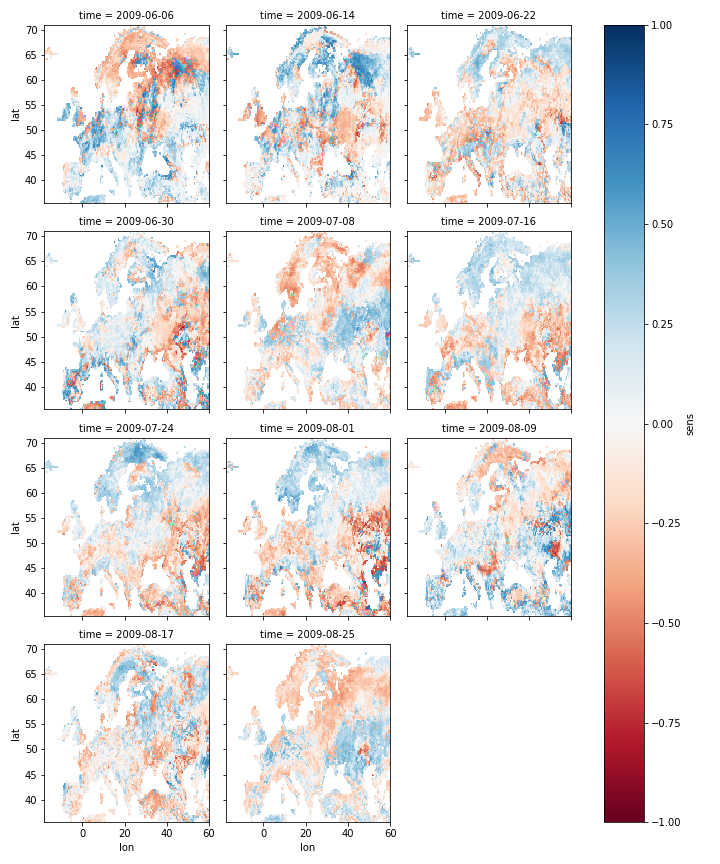 time = 2009-06-06
time = 2009-06-14
time = 2009-06-22
lat
70
65
60
55
50
45
40
time = 2009-06-30
time = 2009-07-08
time = 2009-07-16
lat
70
65
60
55
50
45
40
time = 2009-07-24
time = 2009-08-01
time = 2009-08-09
lat
70
65
60
55
50
45
40
time = 2009-08-17
time = 2009-08-25
lat
70
65
60
55
50
45
40
0 20 40 60
lon
0 20 40 60
lon
1.00
0.75
0.50
0.25
0.00
−0.25
−0.50
−0.75
−1.00
sens